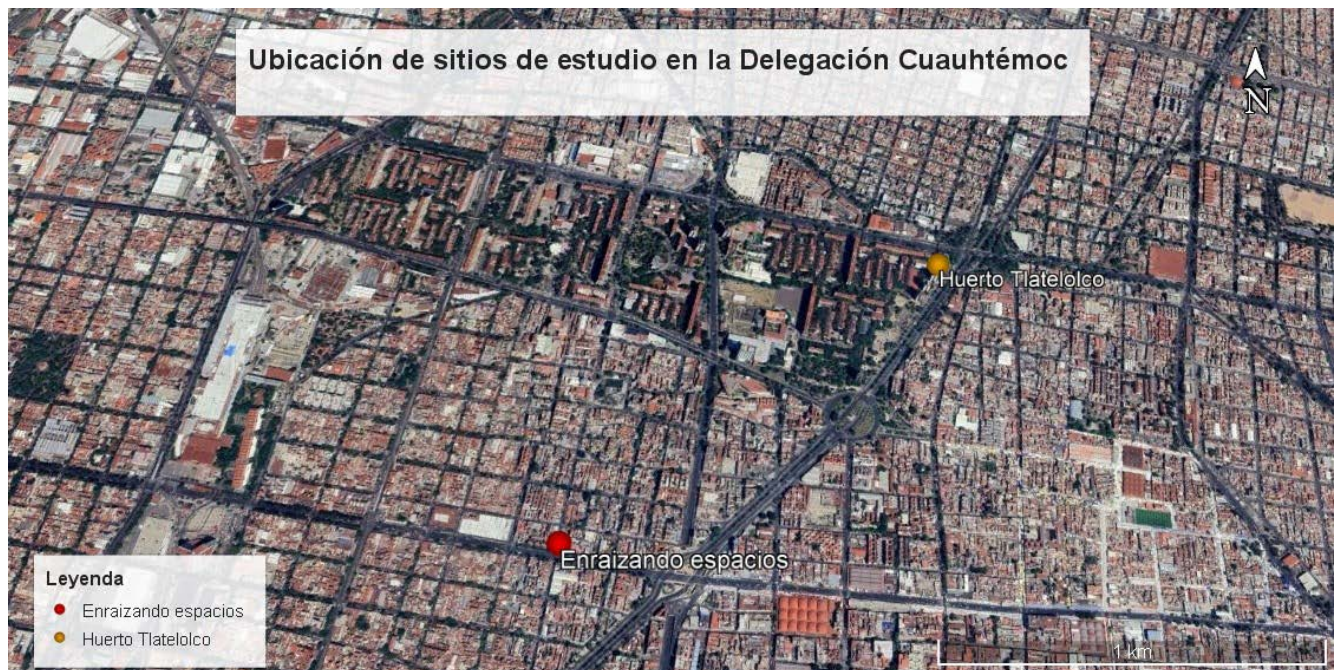 Ubicación de sitios de estudio en la Delegación Cuauhtémoc
N
Huerto Tlatelolco
Enraizando espacios
Leyenda
Enraizando espacios
Huerto Tlatelolco
1 km